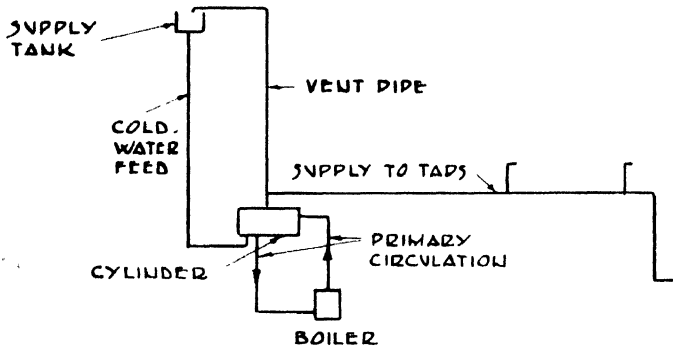 SUPPLY
TANK
VENT PIPE
COLD-
WATER
FEED
SUPPLY TO TAPS
PRIMARY
CIRCULATION
CYLINDER
BOILER